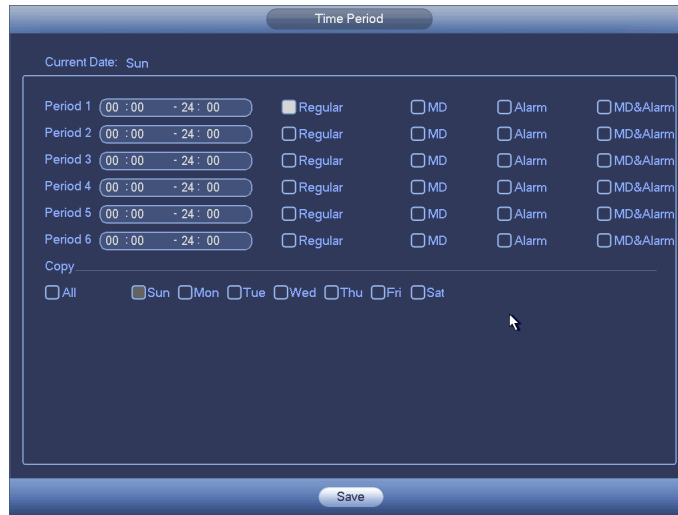 Time Period
Current Date: Sun
Period 1 00 : 00 - 24 : 00 Regular MD Alarm MD&Alarm
Period 2 00 : 00 - 24 : 00 Regular MD Alarm MD&Alarm
Period 3 00 : 00 - 24 : 00 Regular MD Alarm MD&Alarm
Period 4 00 : 00 - 24 : 00 Regular MD Alarm MD&Alarm
Period 5 00 : 00 - 24 : 00 Regular MD Alarm MD&Alarm
Period 6 00 : 00 - 24 : 00 Regular MD Alarm MD&Alarm
Copy
All Sun Mon Tue Wed Thu Fri Sat
Save